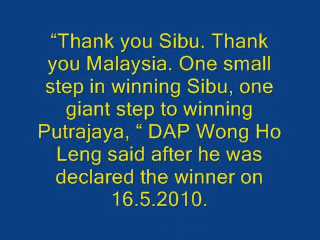 “Thank you Sibu. Thank
you Malaysia. One small
step in winning Sibu, one
giant step to winning
Putrajaya, “ DAP Wong Ho
Leng said after he was
declared the winner on
16.5.2010.